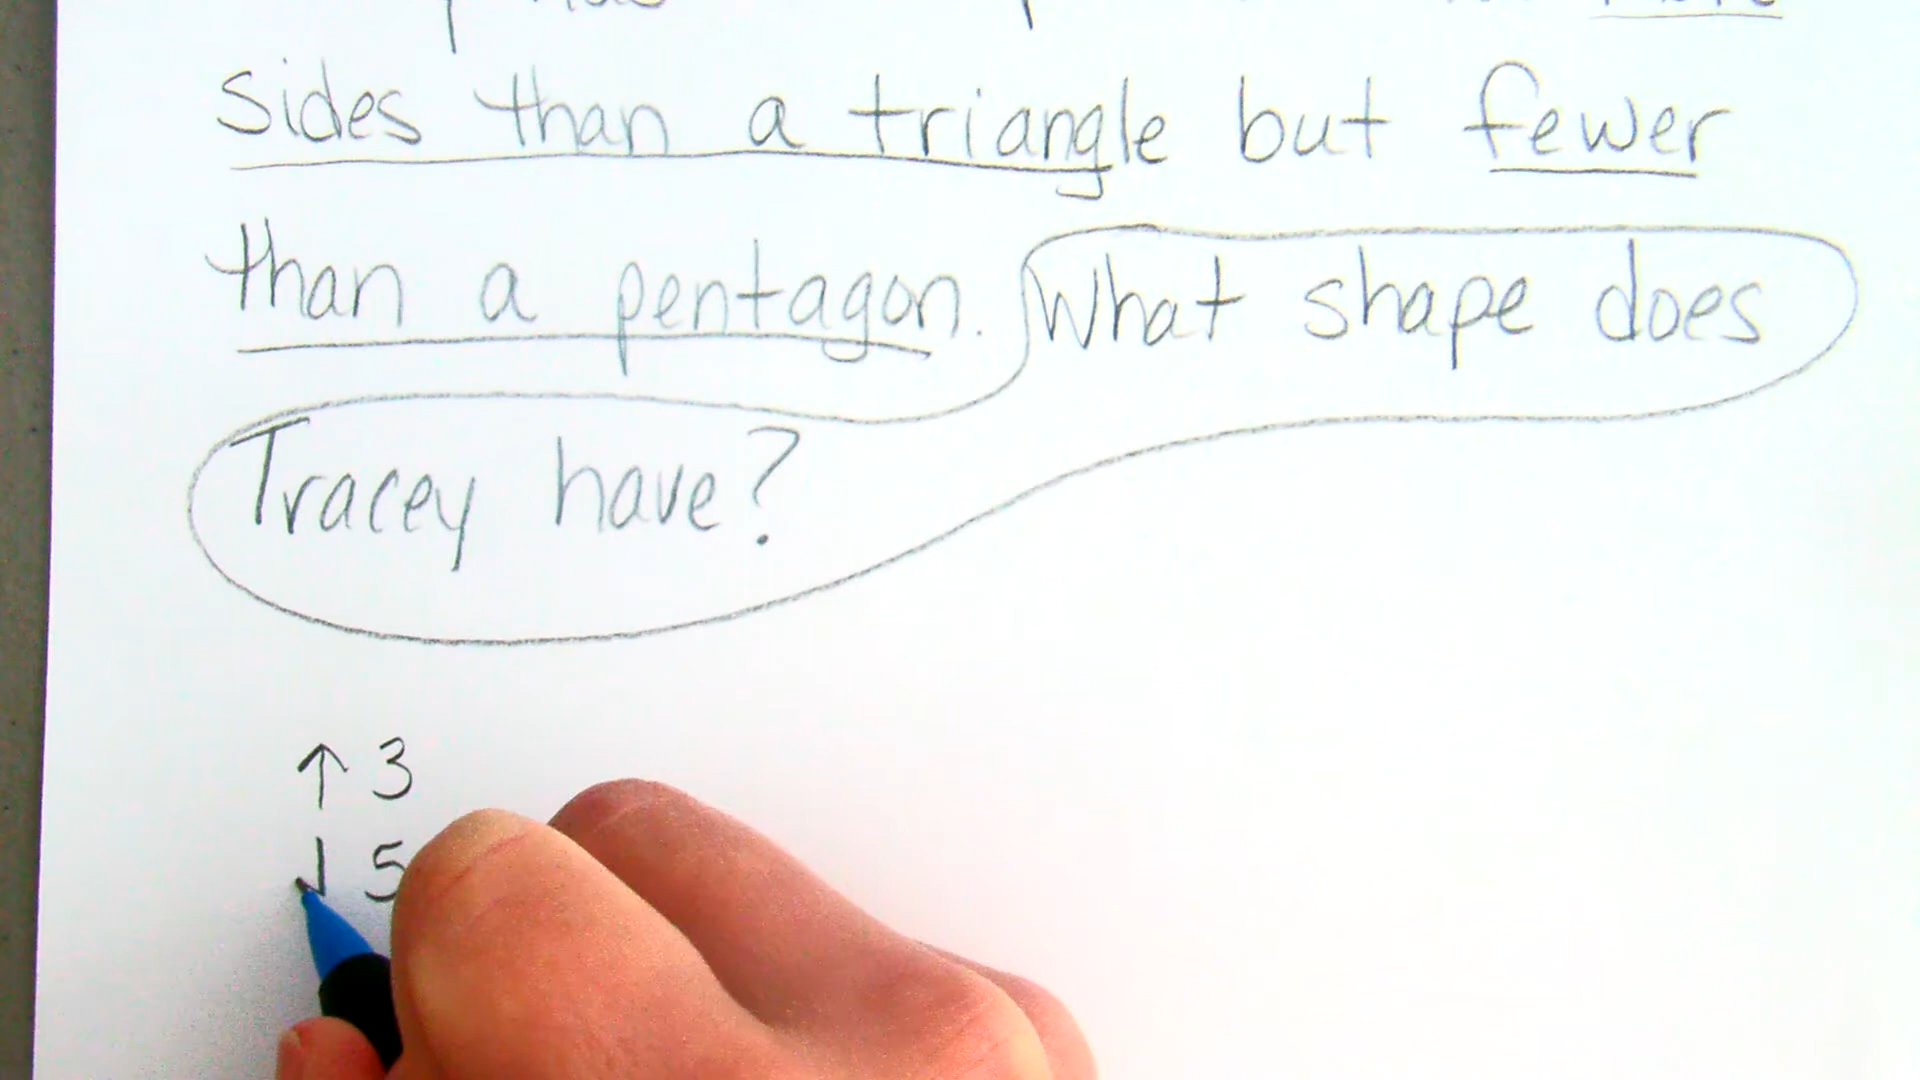 sides than a triangle but fewer
than a pentagon. What shape does
Tracey have?
↑ 3
↓ 5